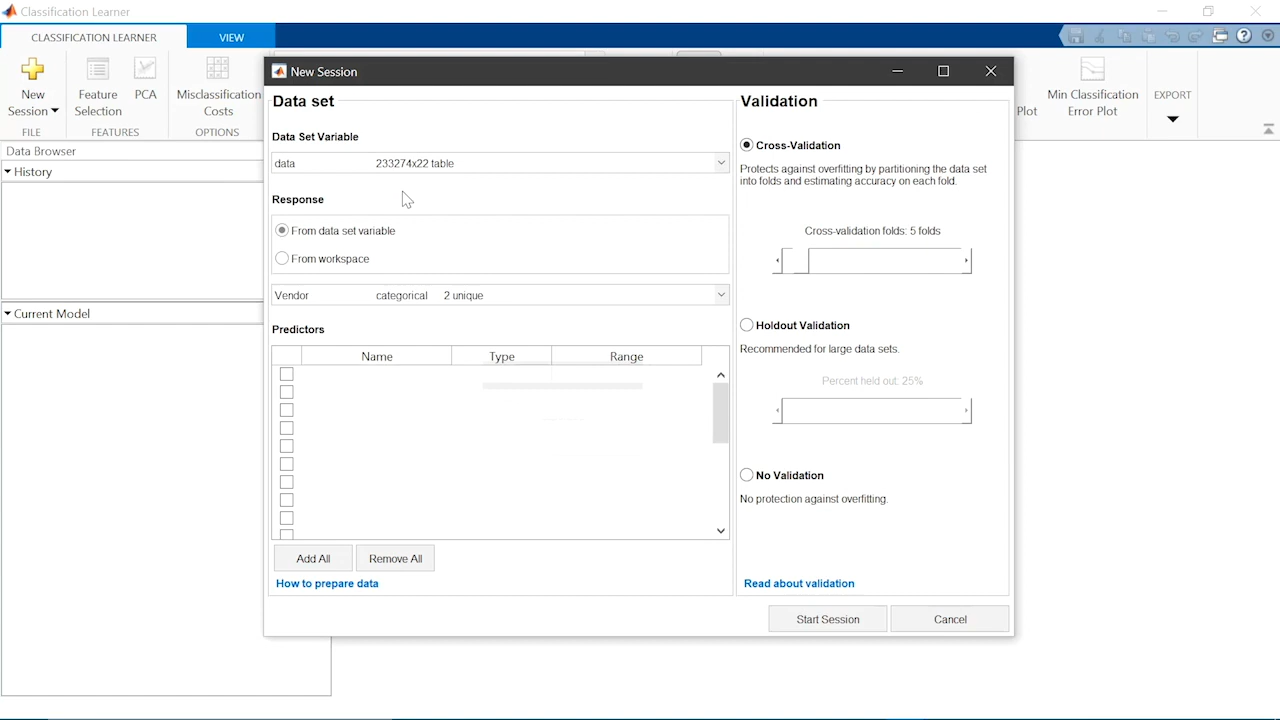 Classification Learner
CLASSIFICATION LEARNER
VIEW
New
Session
FILE
Feature
Selection
PCA
FEATURES
Misclassification
Costs
OPTIONS
Plot
Min Classification
Error Plot
EXPORT
Data Browser
History
Current Model
New Session
Data set
Data Set Variable
data 233274x22 table
Response
From data set variable
From workspace
Vendor categorical 2 unique
Predictors
Name Type Range
Add All Remove All
How to prepare data
Validation
Cross-Validation
Protects against overfitting by partitioning the data set
into folds and estimating accuracy on each fold.
Cross-validation folds: 5 folds
Holdout Validation
Recommended for large data sets.
Percent held out: 25%
No Validation
No protection against overfitting.
Read about validation
Start Session Cancel